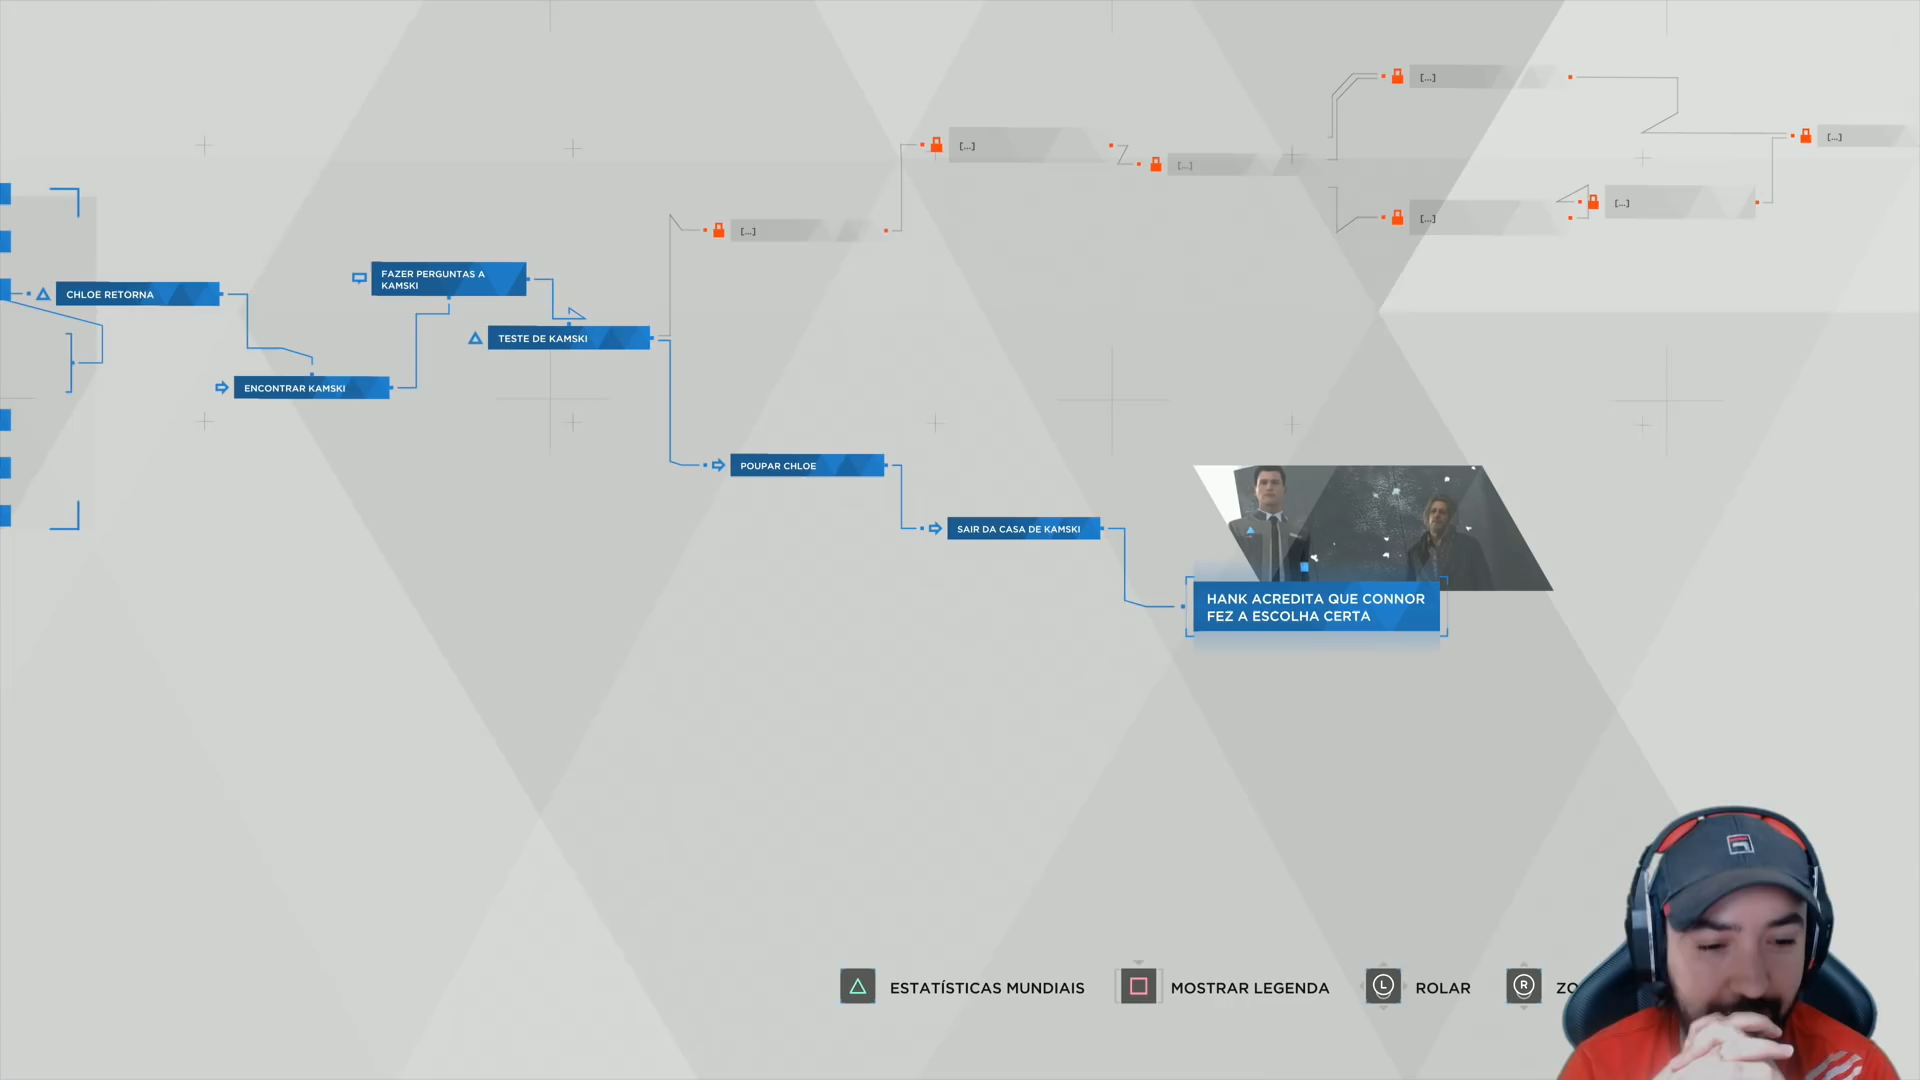 [...]
[...]
[...]
[...]
[...]
[...]
[...]
FAZER PERGUNTAS A
KAMSKI
CHLOE RETORNA
TESTE DE KAMSKI
ENCONTRAR KAMSKI
POUPAR CHLOE
SAIR DA CASA DE KAMSKI
HANK ACREDITA QUE CONNOR
FEZ A ESCOLHA CERTA
ESTATÍSTICAS MUNDIAIS
MOSTRAR LEGENDA
L ROLAR
R